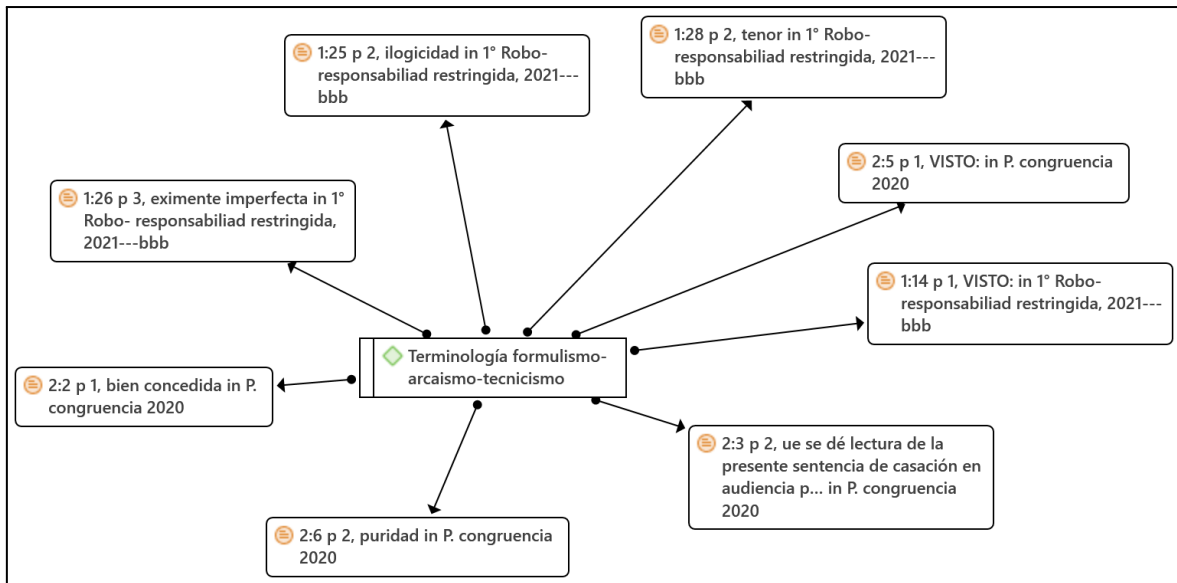 1:25 p 2, ilogicidad in 1° Robo-
responsabiliad restringida, 2021---
bbb
1:28 p 2, tenor in 1° Robo-
responsabiliad restringida, 2021---
bbb
2:5 p 1, VISTO: in P. congruencia
2020
1:26 p 3, eximente imperfecta in 1°
Robo- responsabiliad restringida,
2021---bbb
1:14 p 1, VISTO: in 1° Robo-
responsabiliad restringida, 2021---
bbb
Terminología formulismo-
arcaismo-tecnicismo
2:2 p 1, bien concedida in P.
congruencia 2020
2:3 p 2, ue se dé lectura de la
presente sentencia de casación en
audiencia p... in P. congruencia
2020
2:6 p 2, puridad in P. congruencia
2020